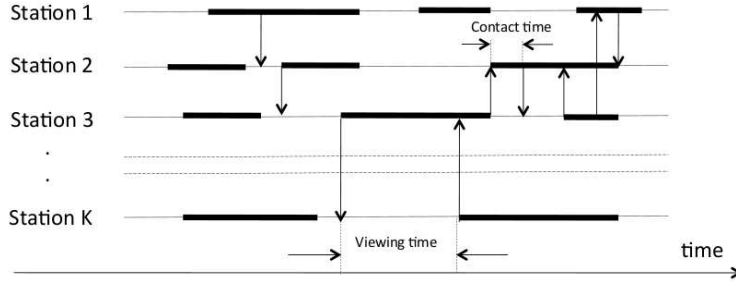 Station 1
Contact time
Station 2
Station 3
.
.
Station K
Viewing time
time